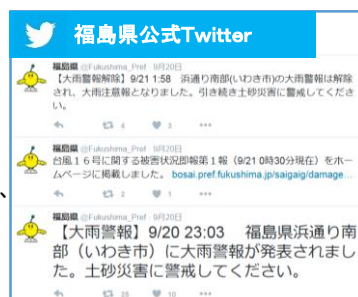 福島県公式Twitter
福島県 @Fukushima_Pref · 9月20日
【大雨警報解除】9/21 1:58　浜通り南部(いわき市)の大雨警報は解除
され、大雨注意報となりました。引き続き土砂災害に警戒してくださ
い。
4 3
福島県 @Fukushima_Pref · 9月20日
台風１６号に関する被害状況即報第１報（9/21 0時30分現在）をホー
ムページに掲載しました。 bosai.pref.fukushima.jp/saigaig/damage...
2 1
、
福島県 @Fukushima_Pref · 9月20日
【大雨警報】9/20 23:03　福島県浜通り南
部（いわき市）に大雨警報が発表されまし
た。土砂災害に警戒してください。
28 10